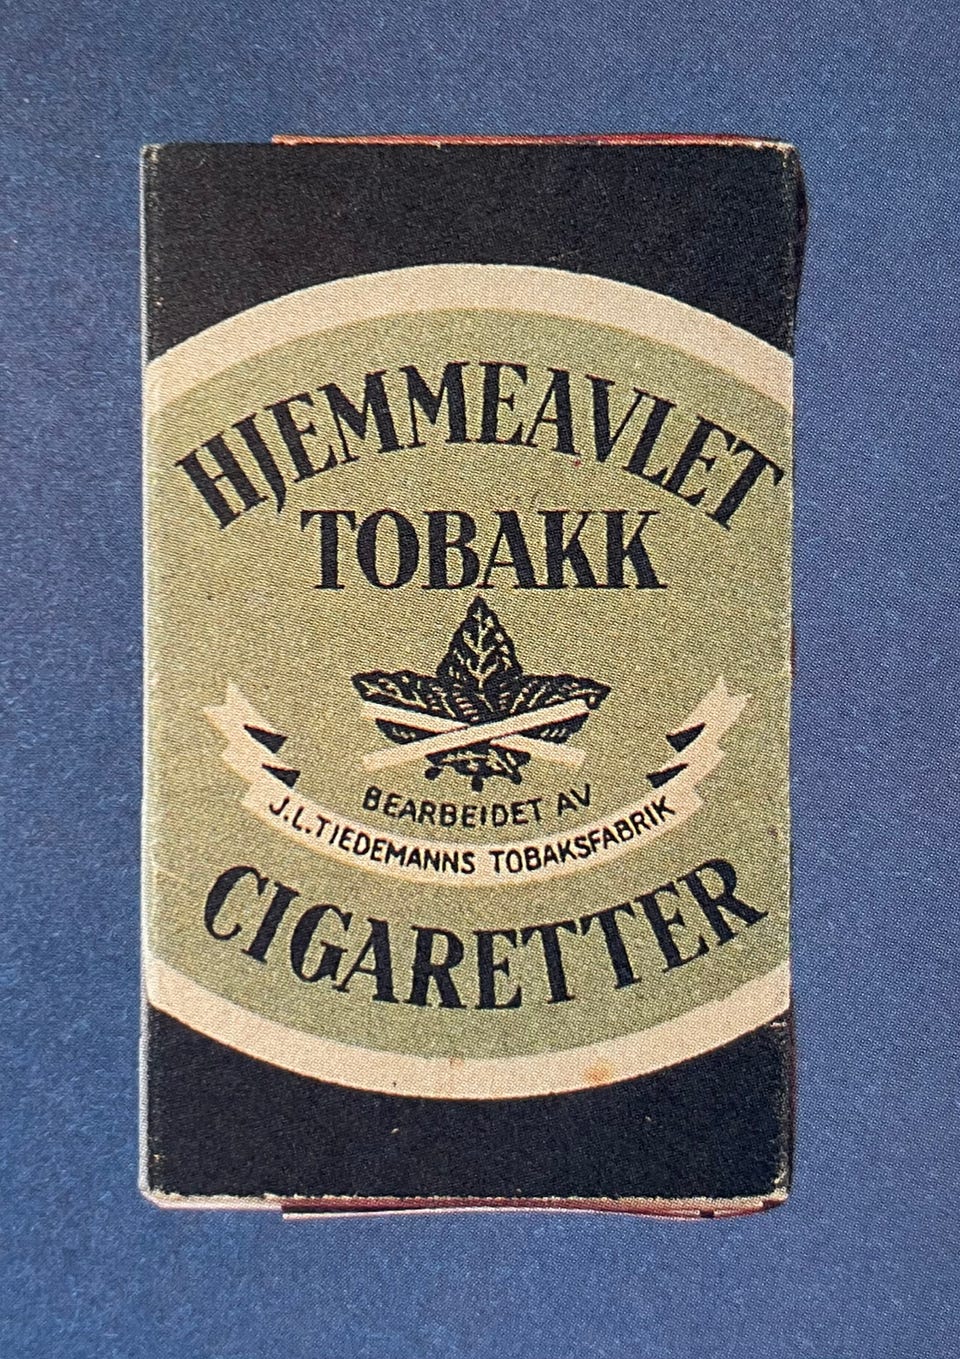 HJEMMEAVLET
TOBAKK
BEARBEIDET AV
J.L.TIEDEMANNS TOBAKSFABRIK
CIGARETTER